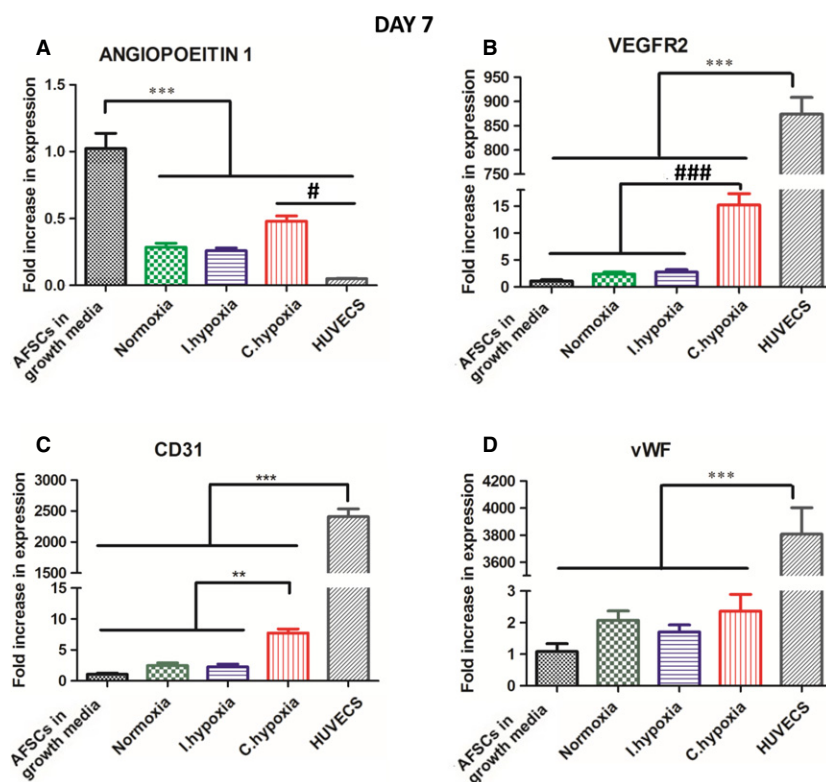 DAY 7
A
ANGIOPOEITIN 1
Fold increase in expression
1.5
1.0
0.5
0.0
***
#
AFSCs in
growth media
Normoxia
I.hypoxia
C.hypoxia
HUVECS
B
VEGFR2
Fold increase in expression
950
900
850
800
750
15
10
5
0
***
###
AFSCs in
growth media
Normoxia
I.hypoxia
C.hypoxia
HUVECS
C
CD31
Fold increase in expression
3000
2500
2000
1500
15
10
5
0
***
**
AFSCs in
growth media
Normoxia
I.hypoxia
C.hypoxia
HUVECS
D
vWF
Fold increase in expression
4200
4000
3800
3600
3
2
1
0
***
AFSCs in
growth media
Normoxia
I.hypoxia
C.hypoxia
HUVECS